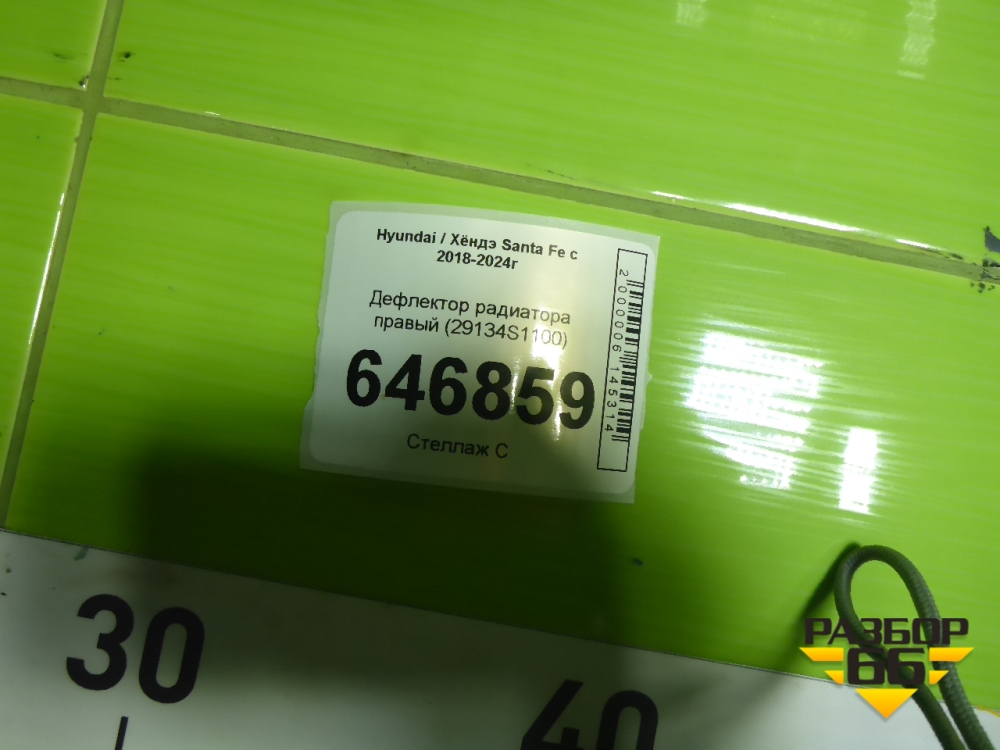 Hyundai / Хёндэ Santa Fe с
2018-2024г
Дефлектор радиатора
правый (29134S1100)
646859
Стеллаж С
2000006145314
30
40
РАЗБОР
66